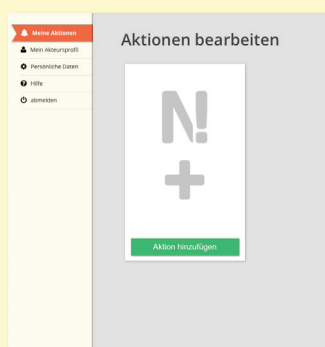 Meine Aktionen
Mein Akteursprofil
Persönliche Daten
Hilfe
abmelden
Aktionen bearbeiten
N!
+
Aktion hinzufügen